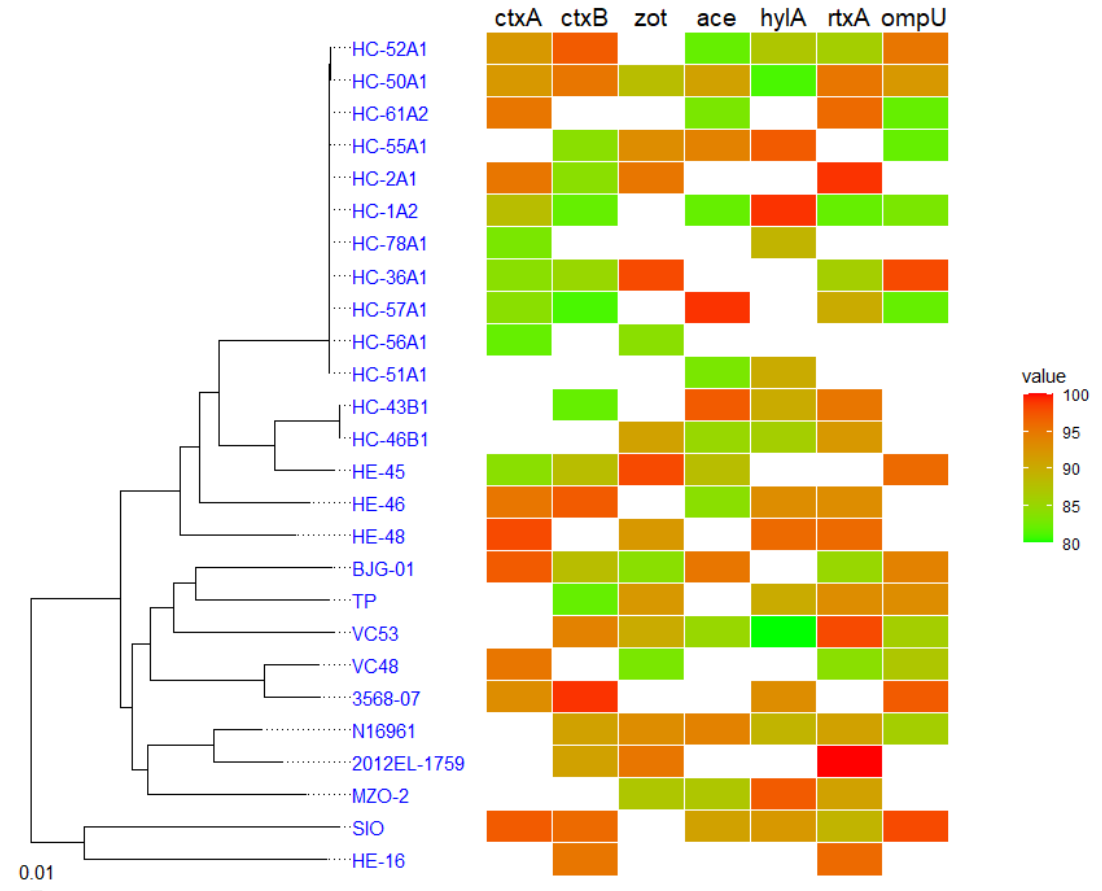 ctxA ctxB zot ace hylA rtxA ompU
HC-52A1
HC-50A1
HC-61A2
HC-55A1
HC-2A1
HC-1A2
HC-78A1
HC-36A1
HC-57A1
HC-56A1
HC-51A1
HC-43B1
HC-46B1
HE-45
HE-46
HE-48
BJG-01
TP
VC53
VC48
3568-07
N16961
2012EL-1759
MZO-2
SIO
HE-16
0.01
value
100
95
90
85
80